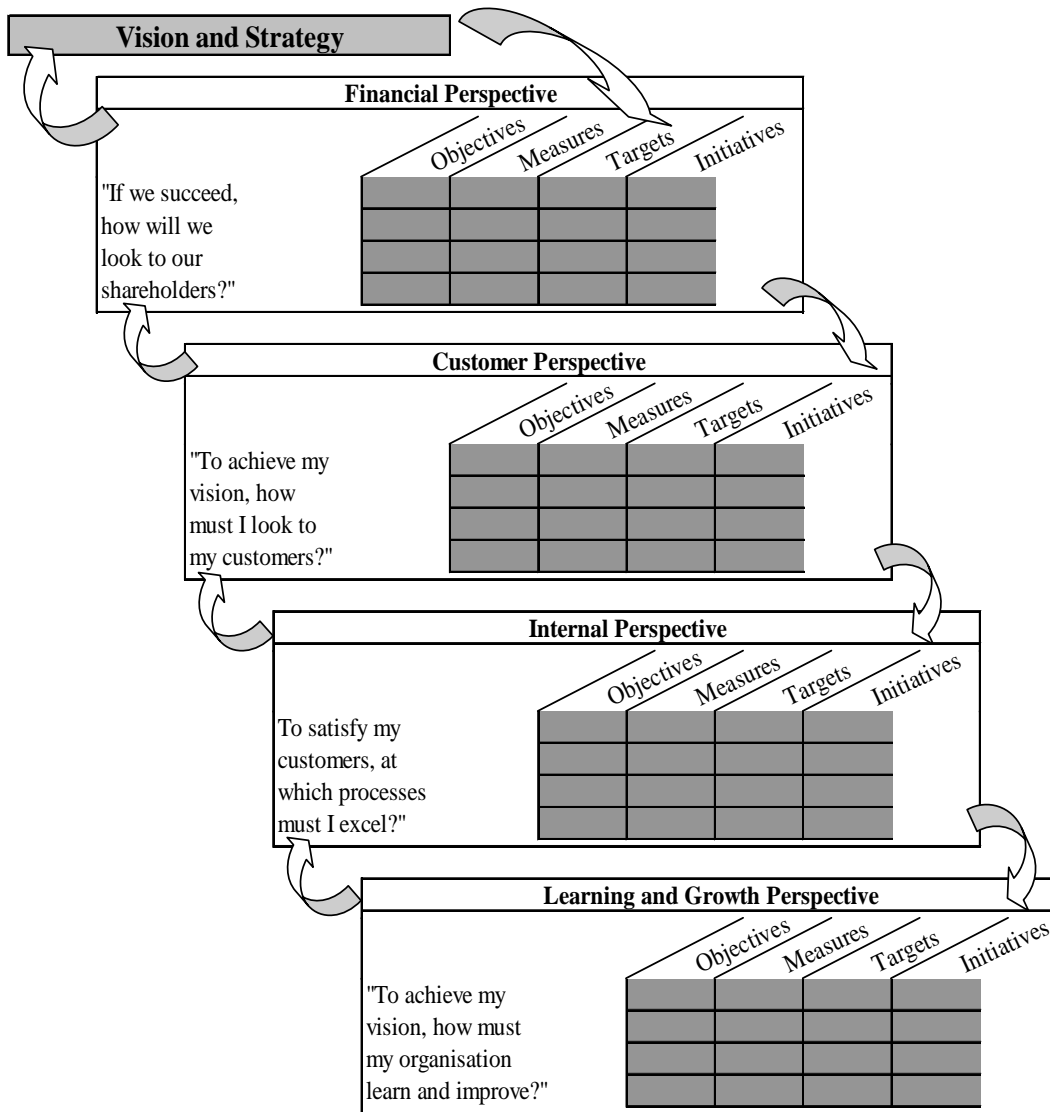 Vision and Strategy
Financial Perspective
Objectives Measures Targets Initiatives
"If we succeed,
how will we
look to our
shareholders?"
Customer Perspective
Objectives Measures Targets Initiatives
"To achieve my
vision, how
must I look to
my customers?"
Internal Perspective
Objectives Measures Targets Initiatives
To satisfy my
customers, at
which processes
must I excel?"
Learning and Growth Perspective
Objectives Measures Targets Initiatives
"To achieve my
vision, how must
my organisation
learn and improve?"